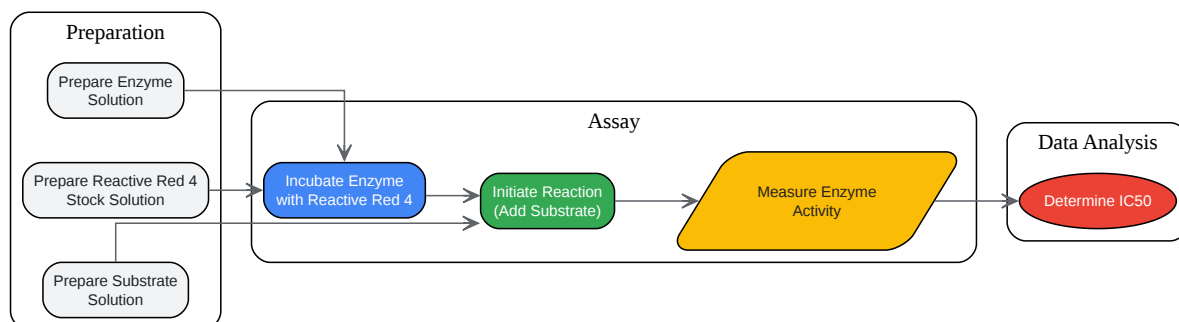 Preparation
Prepare Enzyme
Solution
Prepare Reactive Red 4
Stock Solution
Prepare Substrate
Solution
Assay
Incubate Enzyme
with Reactive Red 4
Initiate Reaction
(Add Substrate)
Measure Enzyme
Activity
Data Analysis
Determine IC50